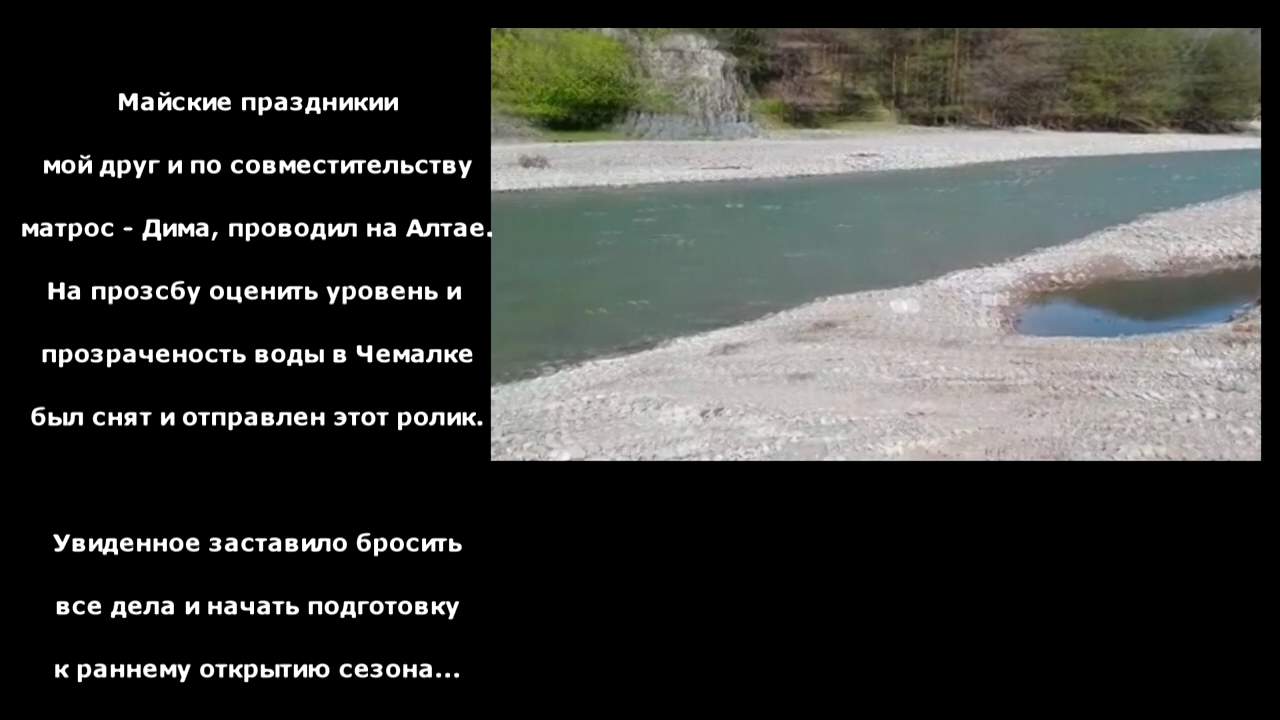 Майские праздникии
мой друг и по совместительству
матрос - Дима, проводил на Алтае.
На прозсбу оценить уровень и
прозраченость воды в Чемалке
был снят и отправлен этот ролик.
Увиденное заставило бросить
все дела и начать подготовку
к раннему открытию сезона...